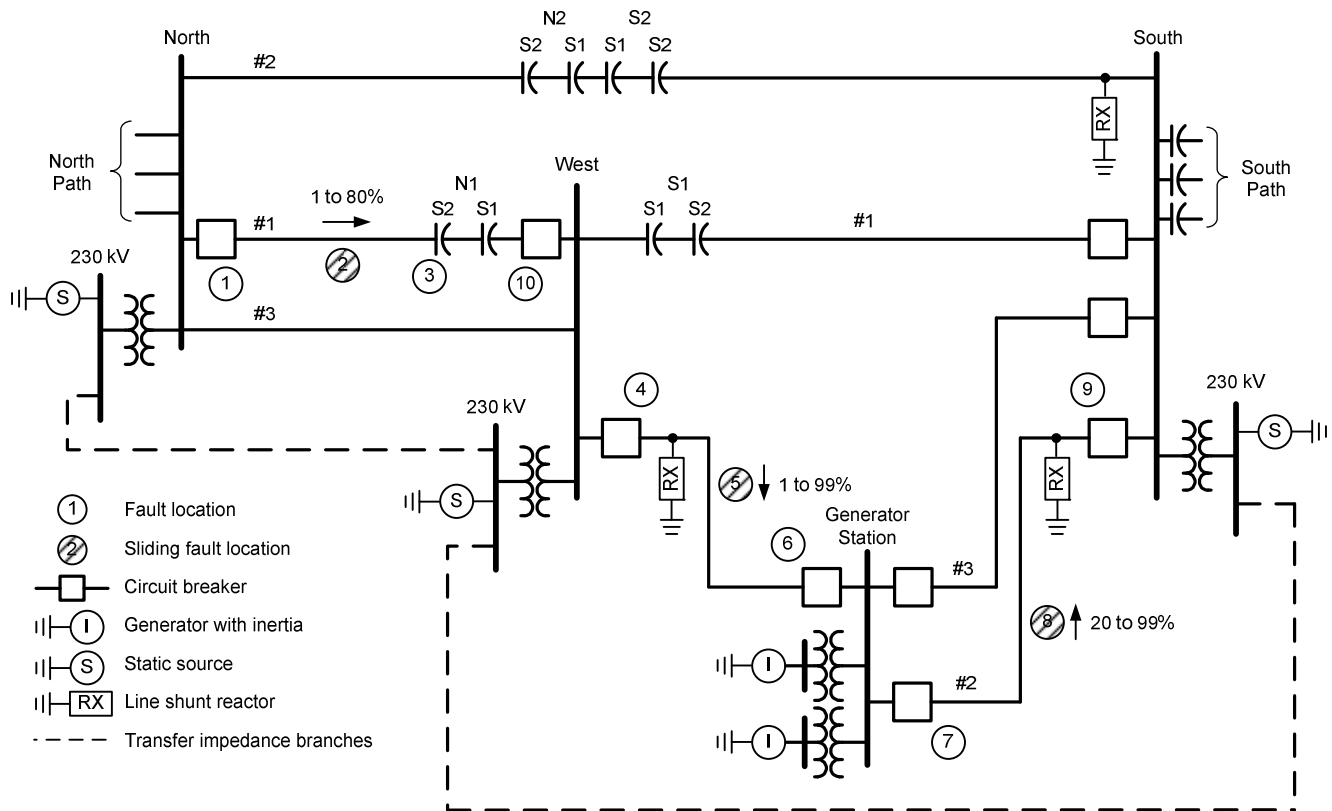 North
#2
N2
S2
S2
S1
S1
S2
South
RX
North
Path
South
Path
West
1 to 80%
N1
S2
S1
S1
S1
S2
#1
#1
2
1
3
10
230 kV
S
#3
4
9
230 kV
S
230 kV
S
RX
RX
5
1 to 99%
Generator
Station
6
#3
8
20 to 99%
I
#2
I
7
1
Fault location
2
Sliding fault location
Circuit breaker
I
Generator with inertia
S
Static source
RX
Line shunt reactor
Transfer impedance branches